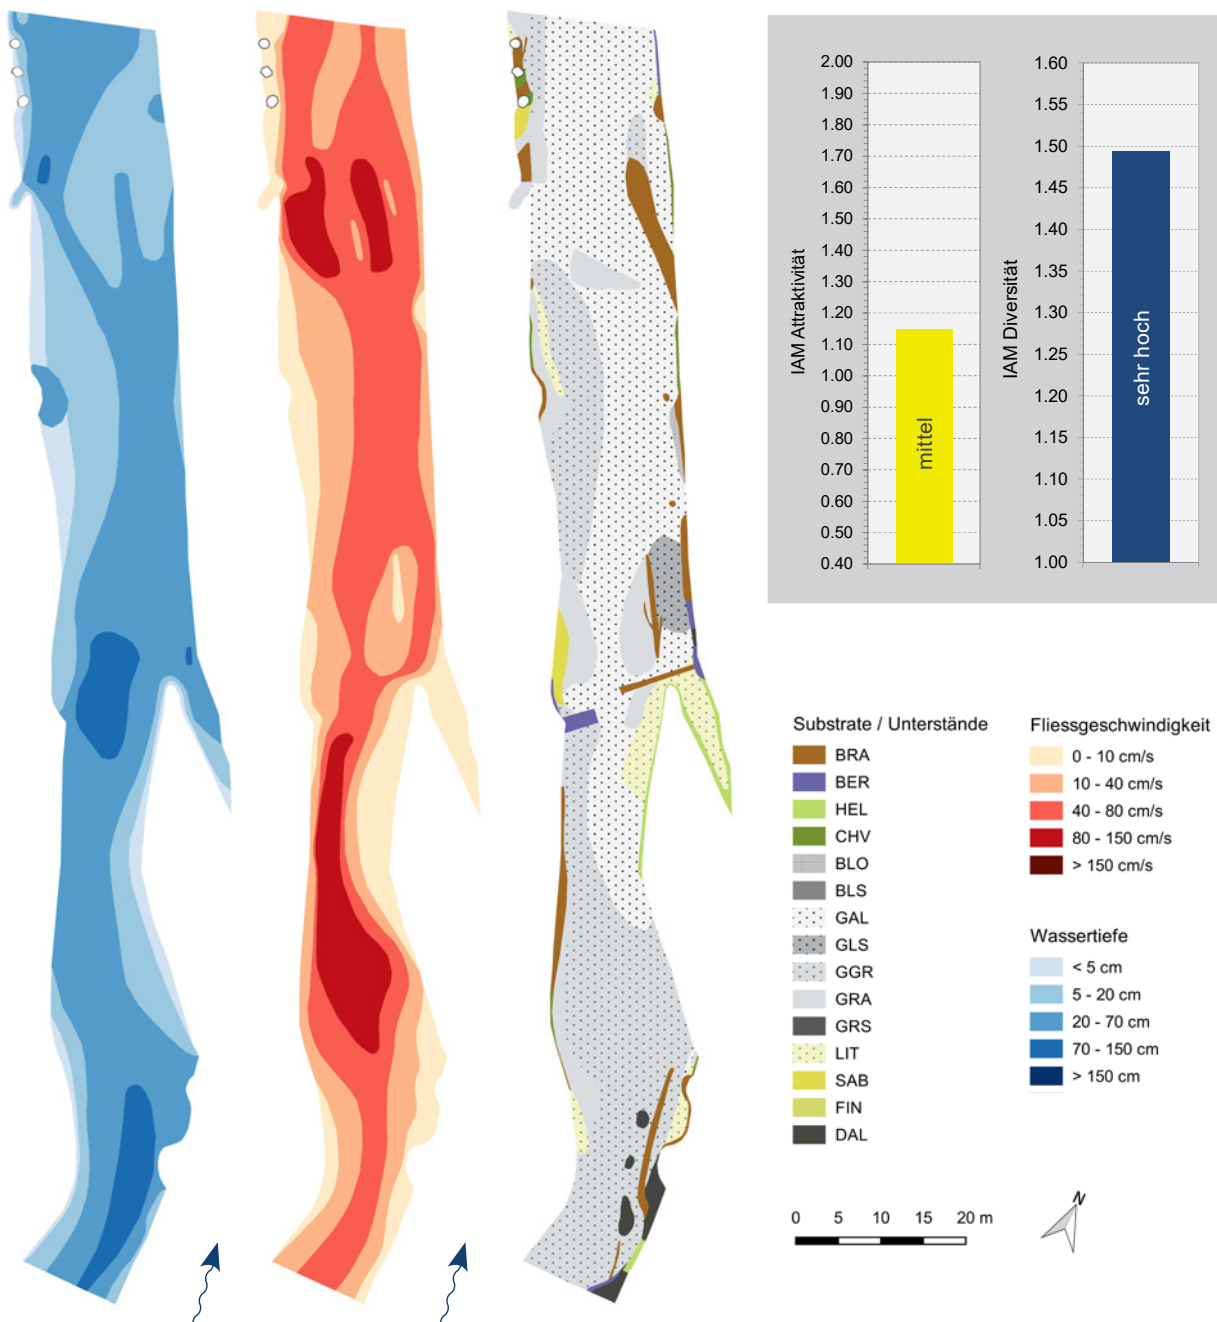 IAM Attraktivität
2.00
1.90
1.80
1.70
1.60
1.50
1.40
1.30
1.20
1.10
1.00
0.90
0.80
0.70
0.60
0.50
0.40
mittel
IAM Diversität
1.60
1.55
1.50
1.45
1.40
1.35
1.30
1.25
1.20
1.15
1.10
1.05
1.00
sehr hoch
Substrate / Unterstände
BRA
BER
HEL
CHV
BLO
BLS
GAL
GLS
GGR
GRA
GRS
LIT
SAB
FIN
DAL
Fliessgeschwindigkeit
0 - 10 cm/s
10 - 40 cm/s
40 - 80 cm/s
80 - 150 cm/s
> 150 cm/s
Wassertiefe
< 5 cm
5 - 20 cm
20 - 70 cm
70 - 150 cm
> 150 cm
0 5 10 15 20 m
N